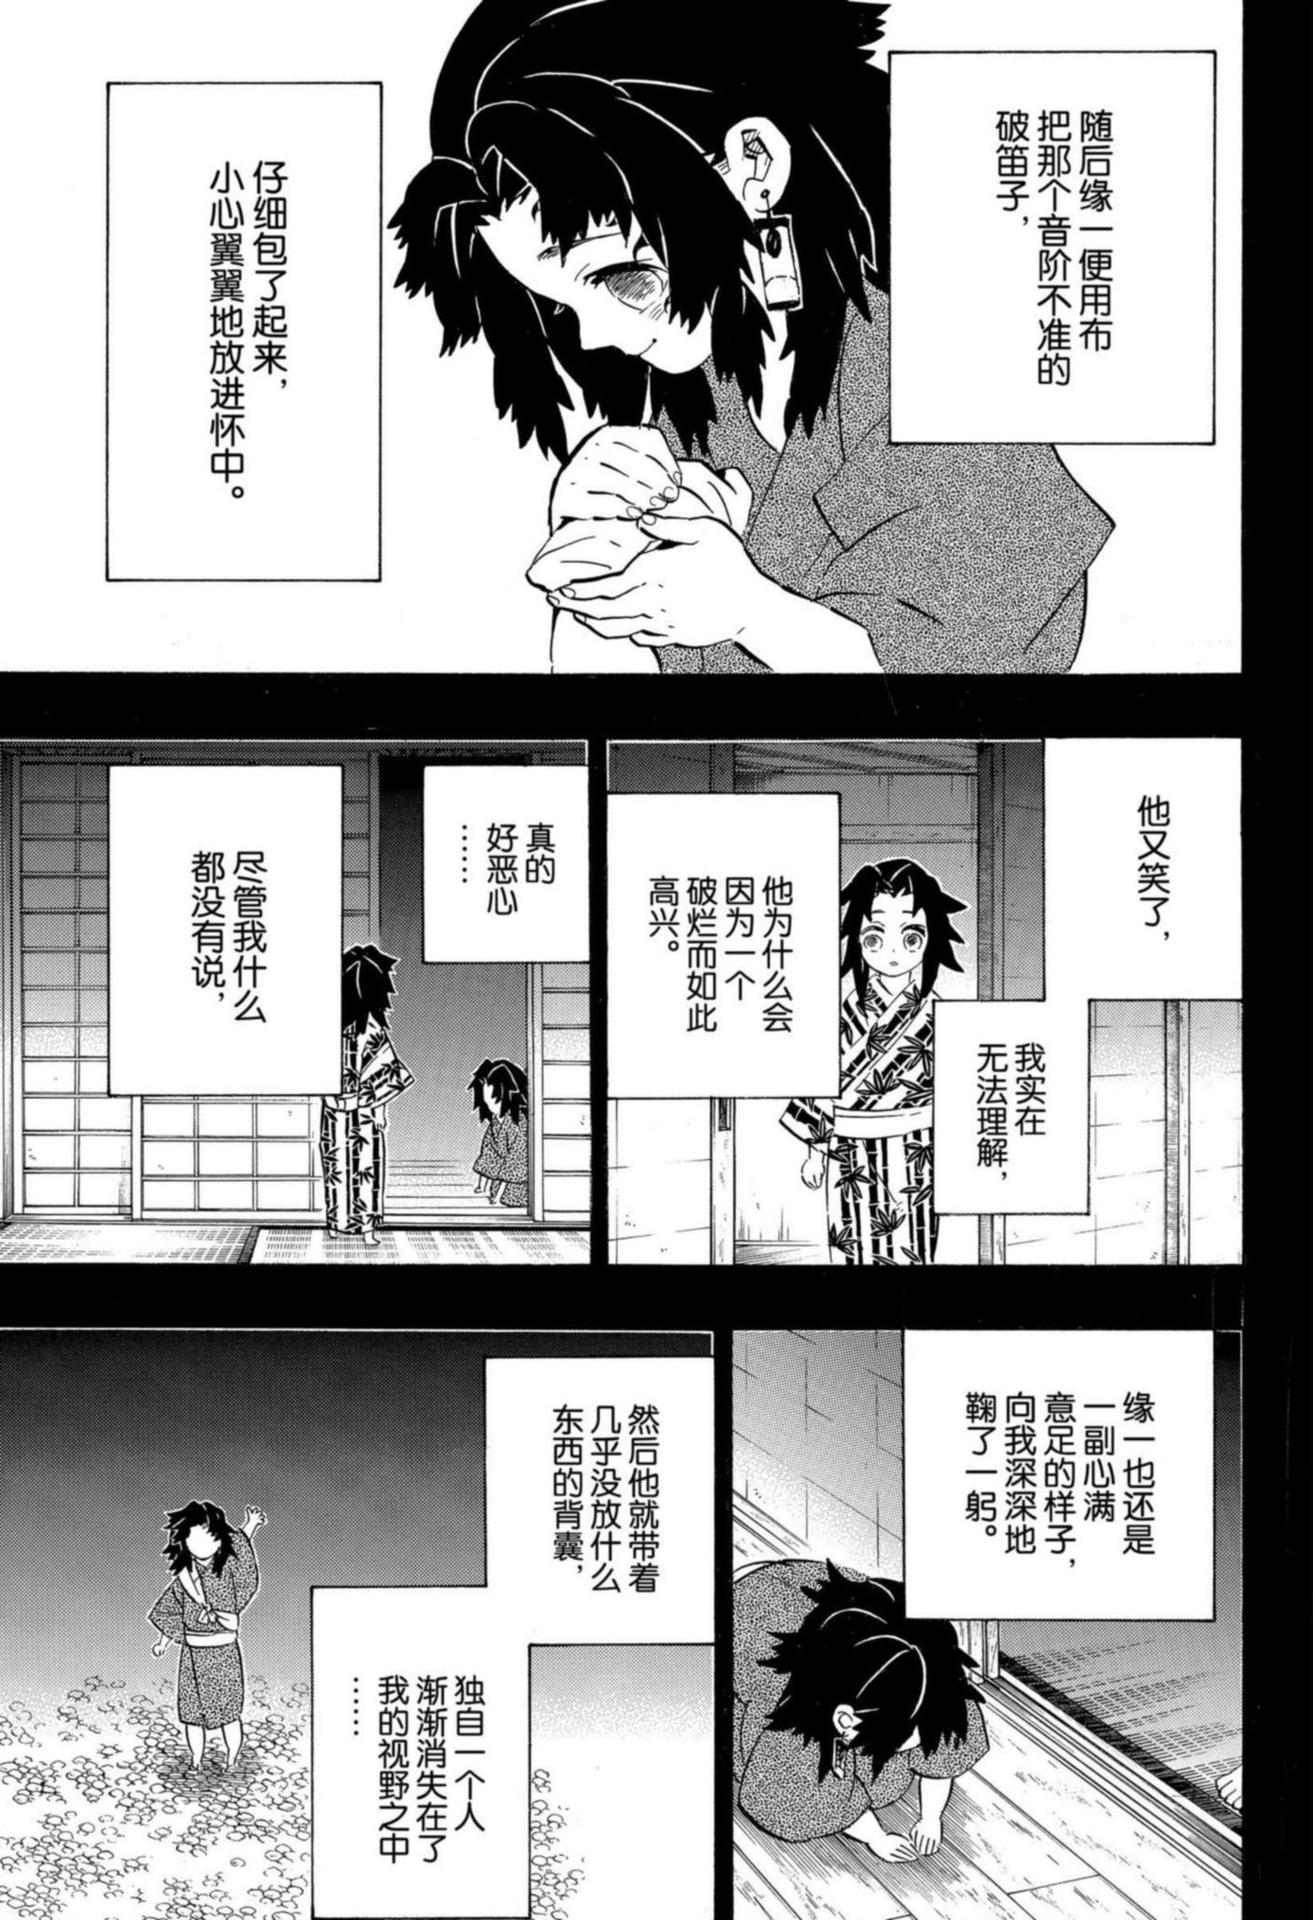 随后缘一便用布
把那个音阶不准的
破笛子，
仔细包了起来，
小心翼翼地放进怀中。
他又笑了，
我实在
无法理解，
他为什么会
因为一个
破烂而如此
高兴。
真的
好恶心
……
尽管我什么
都没有说，
缘一也还是
一副心满
意足的样子，
向我深深地
鞠了一躬。
然后他就带着
几乎没放什么
东西的背囊，
独自一个人
渐渐消失在了
我的视野之中
……